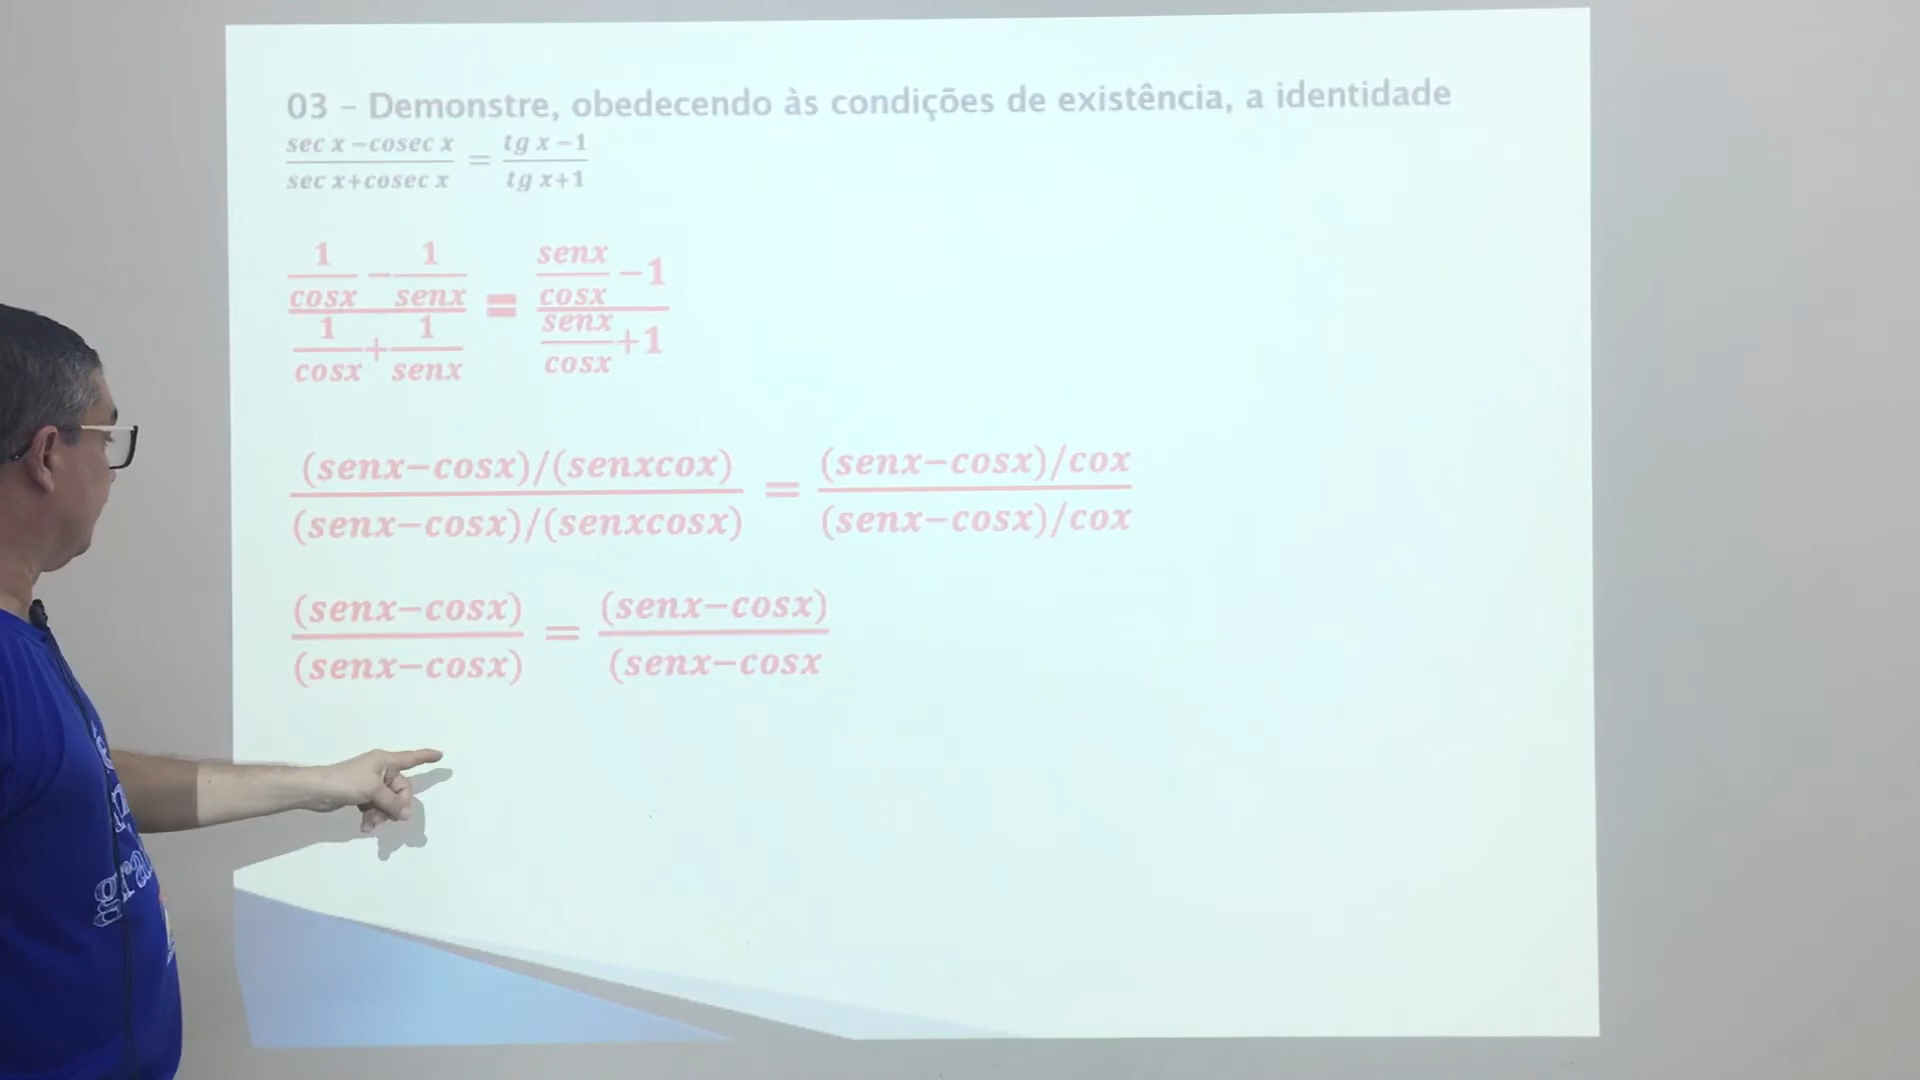 03 – Demonstre, obedecendo às condições de existência, a identidade
sec x −cosec x / sec x+cosec x = tg x −1 / tg x+1
1/cosx − 1/senx / 1/cosx + 1/senx = senx/cosx −1 / senx/cosx +1
(senx−cosx)/(senxcox) / (senx−cosx)/(senxcosx) = (senx−cosx)/cox / (senx−cosx)/cox
(senx−cosx) / (senx−cosx) = (senx−cosx) / (senx−cosx